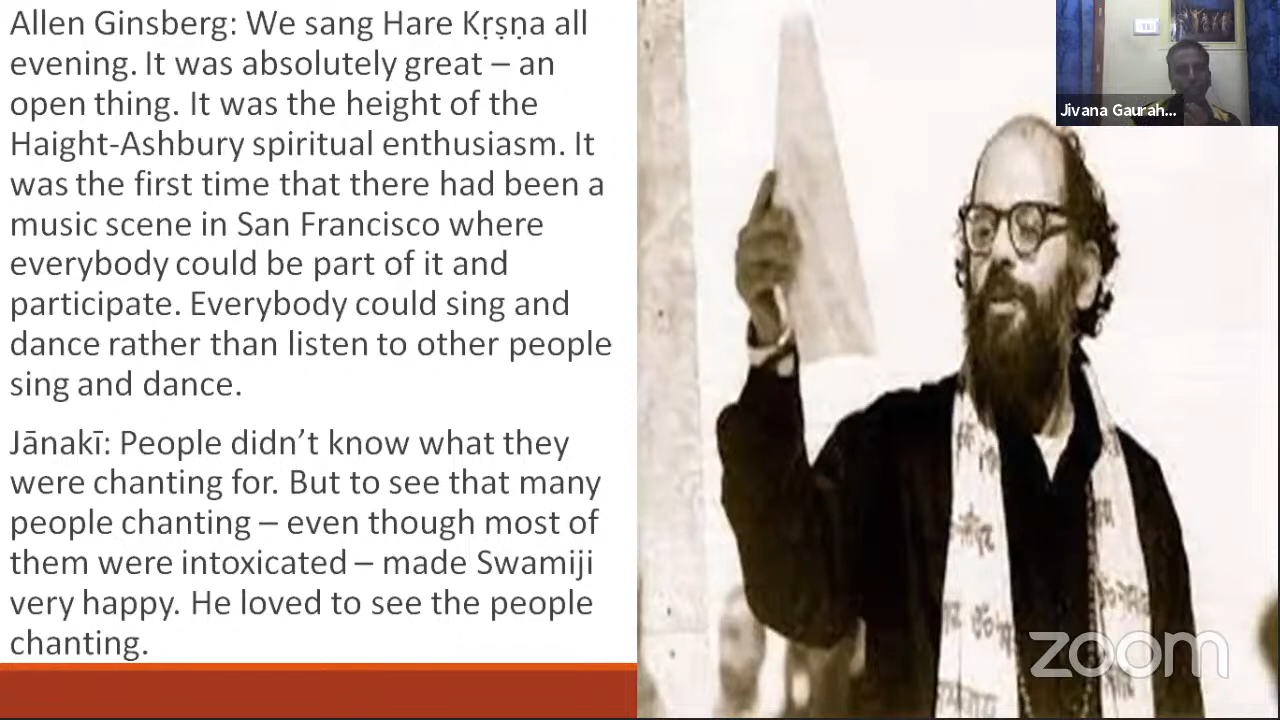 Allen Ginsberg: We sang Hare Kṛṣṇa all
evening. It was absolutely great – an
open thing. It was the height of the
Haight-Ashbury spiritual enthusiasm. It
was the first time that there had been a
music scene in San Francisco where
everybody could be part of it and
participate. Everybody could sing and
dance rather than listen to other people
sing and dance.
Jānakī: People didn’t know what they
were chanting for. But to see that many
people chanting – even though most of
them were intoxicated – made Swamiji
very happy. He loved to see the people
chanting.
Jivana Gaurah...
zoom